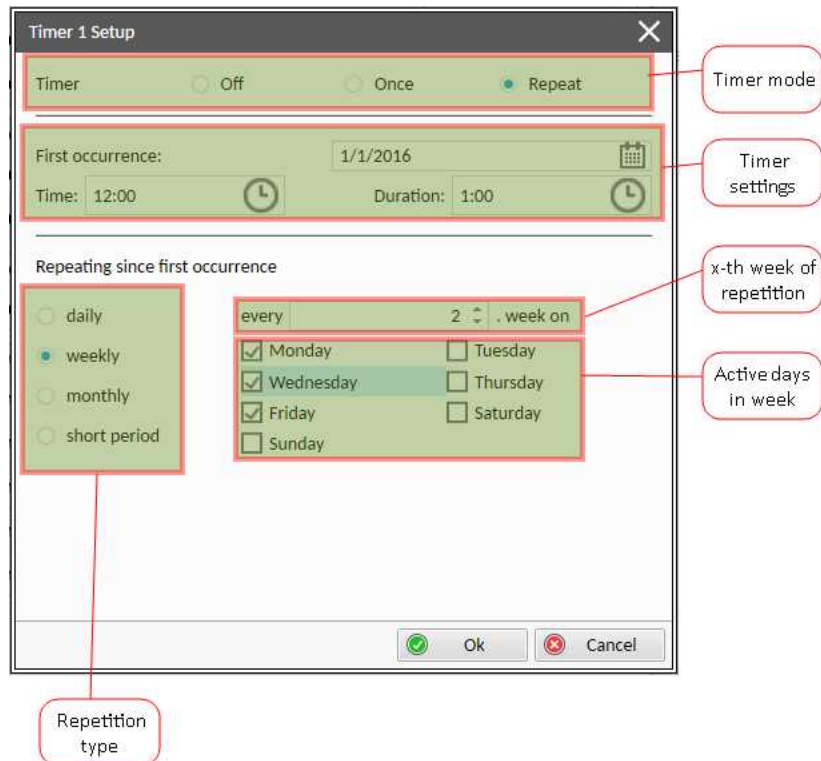 Timer 1 Setup
Timer Off Once Repeat
Timer mode
First occurrence: 1/1/2016
Time: 12:00 Duration: 1:00
Timer
settings
Repeating since first occurrence
x-th week of
repetition
daily
weekly
monthly
short period
every 2 . week on
Monday Tuesday
Wednesday Thursday
Friday Saturday
Sunday
Active days
in week
Ok Cancel
Repetition
type